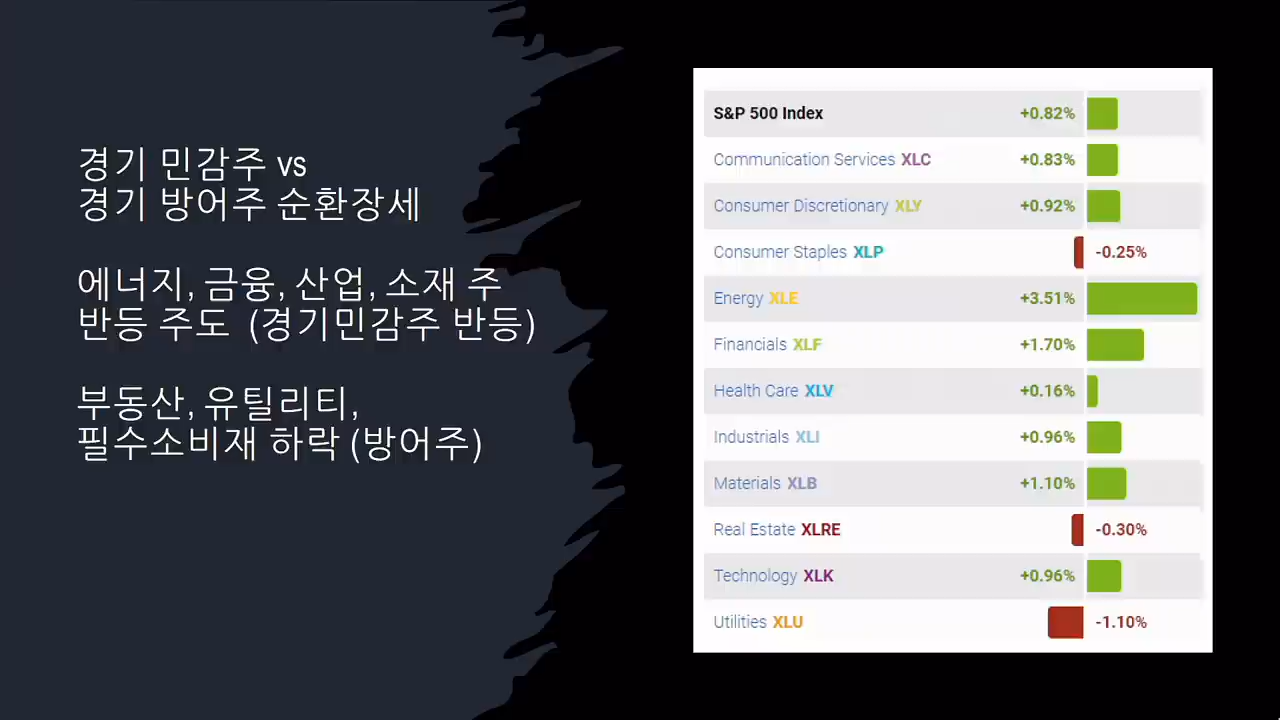 경기 민감주 vs
경기 방어주 순환장세
에너지, 금융, 산업, 소재 주
반등 주도 (경기민감주 반등)
부동산, 유틸리티,
필수소비재 하락 (방어주)
S&P 500 Index +0.82%
Communication Services XLC +0.83%
Consumer Discretionary XLY +0.92%
Consumer Staples XLP -0.25%
Energy XLE +3.51%
Financials XLF +1.70%
Health Care XLV +0.16%
Industrials XLI +0.96%
Materials XLB +1.10%
Real Estate XLRE -0.30%
Technology XLK +0.96%
Utilities XLU -1.10%